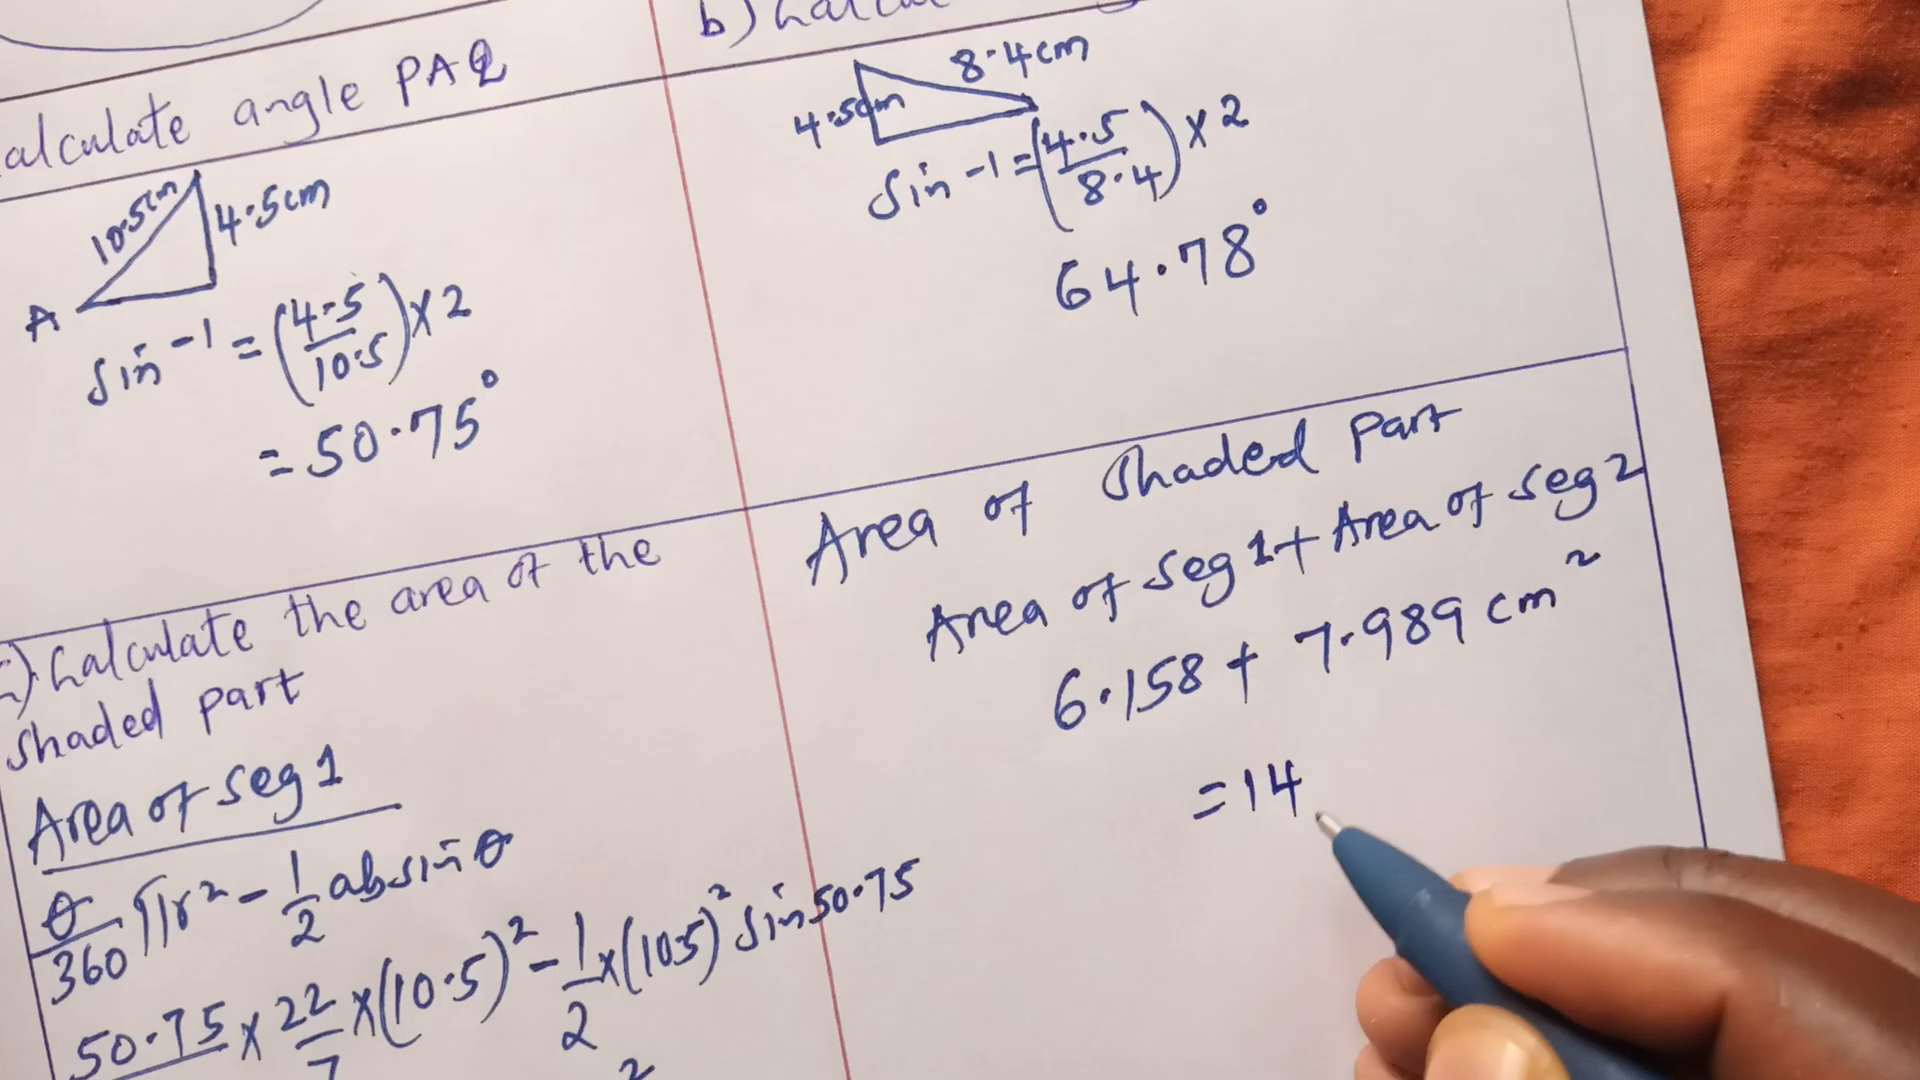 alculate angle PAQ
10.5cm
4.5cm
A
sin -1 = (4.5/10.5) x 2
= 50.75°
b)
8.4cm
4.5cm
sin -1 = (4.5/8.4) x 2
64.78°
c). Calculate the area of the
shaded part
Area of seg 1
θ/360 πr² - 1/2 ab sin θ
50.75 x 22/7 x (10.5)² - 1/2 x (10.5)² sin 50.75
2
Area of shaded part
Area of seg 1 + Area of seg 2
6.158 + 7.989 cm²
= 14